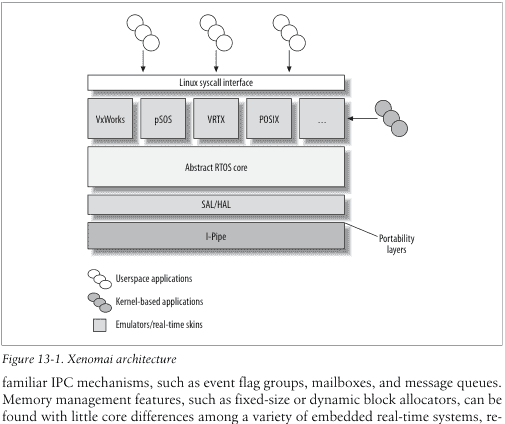 Linux syscall interface
VxWorks pSOS VRTX POSIX ...
Abstract RTOS core
SAL/HAL
I-Pipe
Portability
layers
Userspace applications
Kernel-based applications
Emulators/real-time skins
Figure 13-1. Xenomai architecture
familiar IPC mechanisms, such as event flag groups, mailboxes, and message queues.
Memory management features, such as fixed-size or dynamic block allocators, can be
found with little core differences among a variety of embedded real-time systems, re-